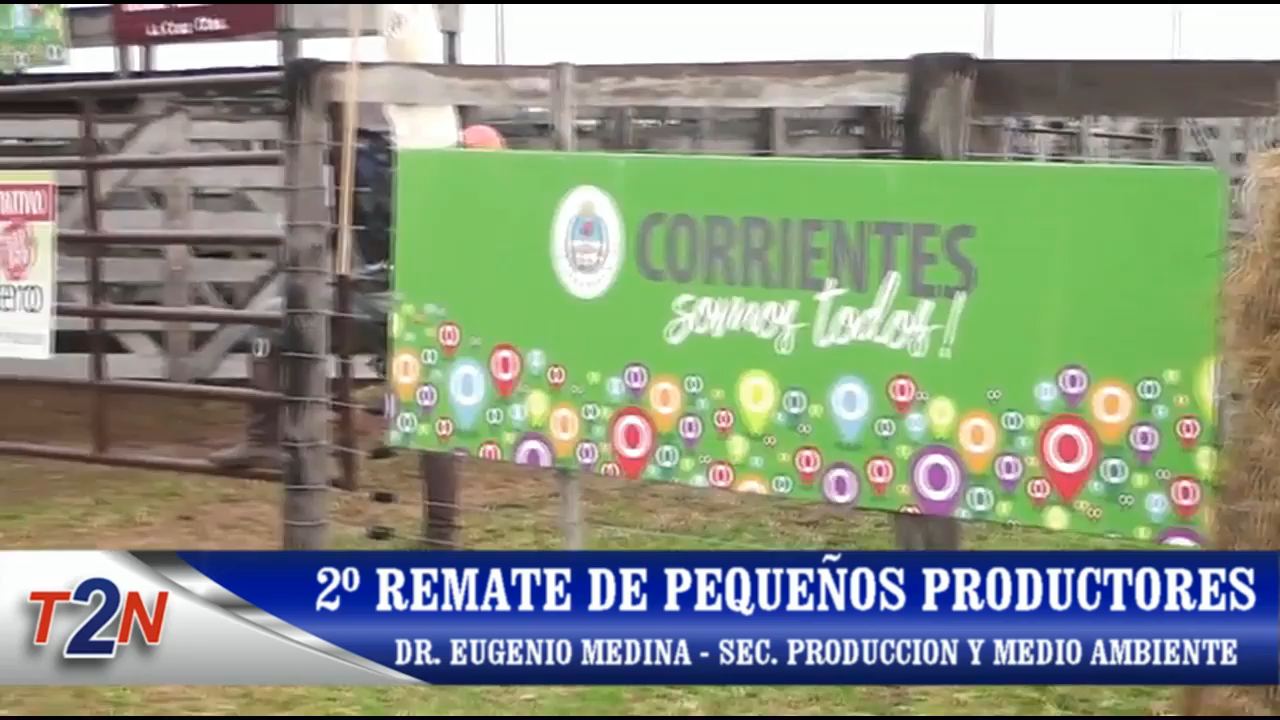 CORRIENTES
somos todos!
2º REMATE DE PEQUEÑOS PRODUCTORES
T2N
DR. EUGENIO MEDINA - SEC. PRODUCCION Y MEDIO AMBIENTE